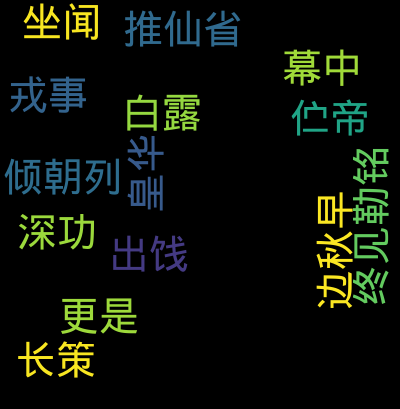 坐闻
推仙省
幕中
戎事
白露
伫帝
倾朝列
皇华
深功
出饯
边秋早
终见勒铭
更是
长策